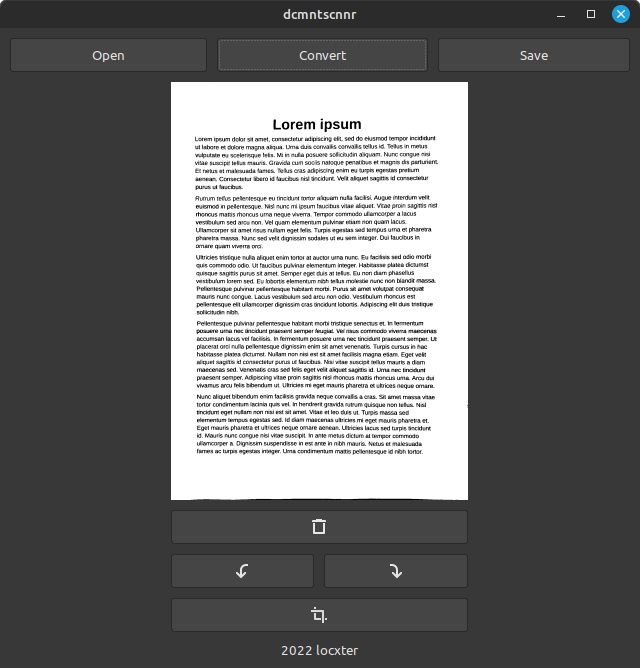 dcmntscnnr
Open
Convert
Save
Lorem ipsum
Lorem ipsum dolor sit amet, consectetur adipiscing elit, sed do eiusmod tempor incididunt
ut labore et dolore magna aliqua. Urna duis convallis convallis tellus id. Tellus in metus
vulputate eu scelerisque felis. Mi in nulla posuere sollicitudin aliquam. Nunc congue nisi
vitae suscipit tellus mauris. Gravida cum sociis natoque penatibus et magnis dis parturient.
Et netus et malesuada fames. Tellus cras adipiscing enim eu turpis egestas pretium
aenean. Consectetur libero id faucibus nisl tincidunt. Velit aliquet sagittis id consectetur
purus ut faucibus.
Rutrum tellus pellentesque eu tincidunt tortor aliquam nulla facilisi. Augue interdum velit
euismod in pellentesque. Nisl nunc mi ipsum faucibus vitae aliquet. Vitae proin sagittis nisl
rhoncus mattis rhoncus urna neque viverra. Tempor commodo ullamcorper a lacus
vestibulum sed arcu non. Vel quam elementum pulvinar etiam non quam lacus.
Ullamcorper sit amet risus nullam eget felis. Turpis egestas sed tempus urna et pharetra
pharetra massa. Nunc sed velit dignissim sodales ut eu sem integer. Dui faucibus in
ornare quam viverra orci.
Ultricies tristique nulla aliquet enim tortor at auctor urna nunc. Eu facilisis sed odio morbi
quis commodo odio. Ut faucibus pulvinar elementum integer. Habitasse platea dictumst
quisque sagittis purus sit amet. Semper eget duis at tellus. Eu non diam phasellus
vestibulum lorem sed. Eu lobortis elementum nibh tellus molestie nunc non blandit massa.
Pellentesque pulvinar pellentesque habitant morbi. Purus sit amet volutpat consequat
mauris nunc congue. Lacus vestibulum sed arcu non odio. Vestibulum rhoncus est
pellentesque elit ullamcorper dignissim cras tincidunt lobortis. Adipiscing elit duis tristique
sollicitudin nibh.
Pellentesque pulvinar pellentesque habitant morbi tristique senectus et. In fermentum
posuere urna nec tincidunt praesent semper feugiat. Vel risus commodo viverra maecenas
accumsan lacus vel facilisis. In fermentum posuere urna nec tincidunt praesent semper. Ut
placerat orci nulla pellentesque dignissim enim sit amet venenatis. Turpis cursus in hac
habitasse platea dictumst. Nullam non nisi est sit amet facilisis magna etiam. Eget velit
aliquet sagittis id consectetur purus ut faucibus. Nisi vitae suscipit tellus mauris a diam
maecenas sed. Venenatis cras sed felis eget velit aliquet sagittis id. Urna nec tincidunt
praesent semper. Adipiscing vitae proin sagittis nisl rhoncus mattis rhoncus urna. Arcu dui
vivamus arcu felis bibendum ut. Ultricies mi eget mauris pharetra et ultrices neque ornare.
Nunc aliquet bibendum enim facilisis gravida neque convallis a cras. Sit amet massa vitae
tortor condimentum lacinia quis vel. In hendrerit gravida rutrum quisque non tellus. Nisl
tincidunt eget nullam non nisi est sit amet. Vitae et leo duis ut. Turpis massa sed
elementum tempus egestas sed. Id diam maecenas ultricies mi eget mauris pharetra et.
Eget mauris pharetra et ultrices neque ornare aenean. Ultricies lacus sed turpis tincidunt
id. Mauris nunc congue nisi vitae suscipit. In ante metus dictum at tempor commodo
ullamcorper a. Dignissim suspendisse in est ante in nibh mauris. Netus et malesuada
fames ac turpis egestas integer. Urna condimentum mattis pellentesque id nibh tortor.
2022 locxter